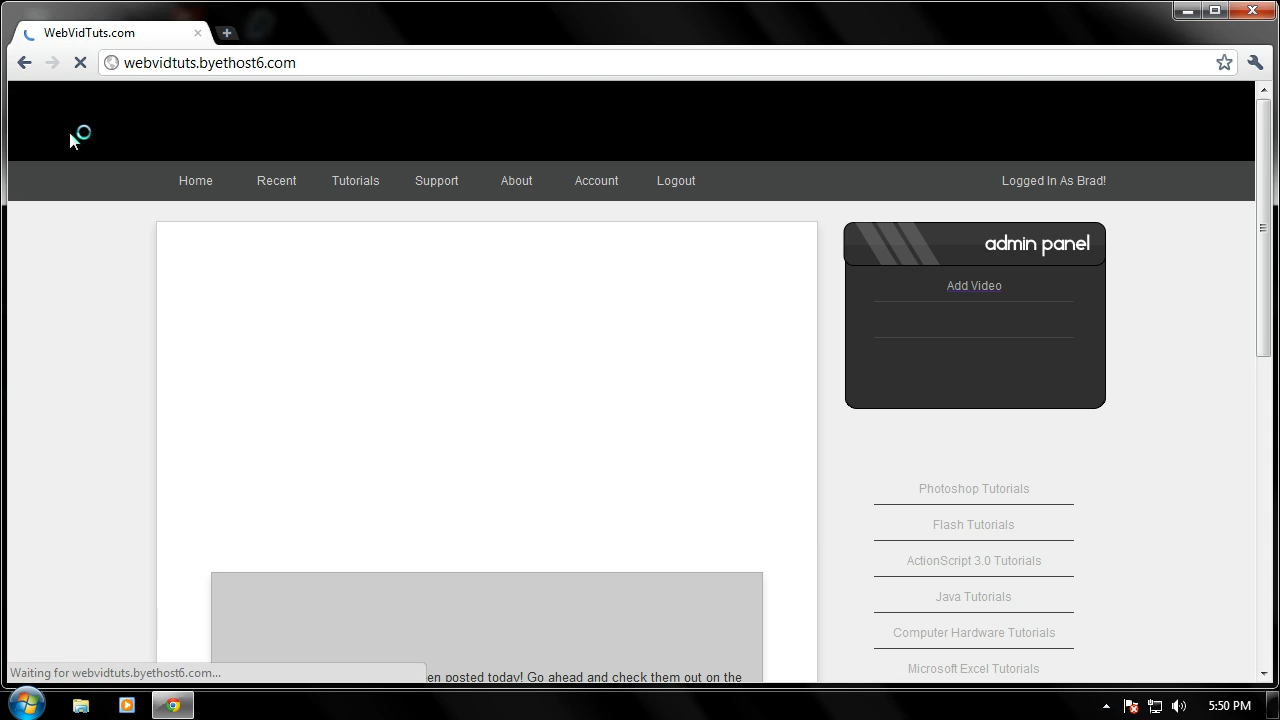 WebVidTuts.com
webvidtuts.byethost6.com
Home Recent Tutorials Support About Account Logout Logged In As Brad!
admin panel
Add Video
Photoshop Tutorials
Flash Tutorials
ActionScript 3.0 Tutorials
Java Tutorials
Computer Hardware Tutorials
Microsoft Excel Tutorials
en posted today! Go ahead and check them out on the
Waiting for webvidtuts.byethost6.com...
5:50 PM